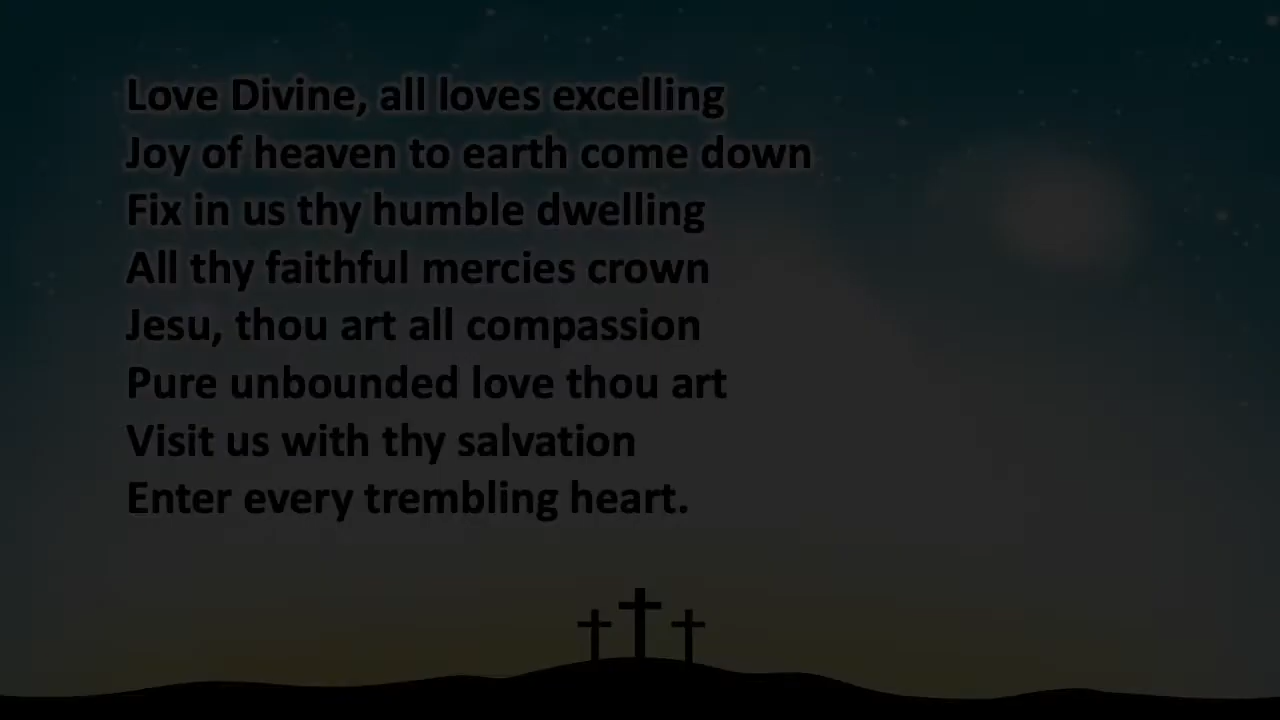 Love Divine, all loves excelling
Joy of heaven to earth come down
Fix in us thy humble dwelling
All thy faithful mercies crown
Jesu, thou art all compassion
Pure unbounded love thou art
Visit us with thy salvation
Enter every trembling heart.